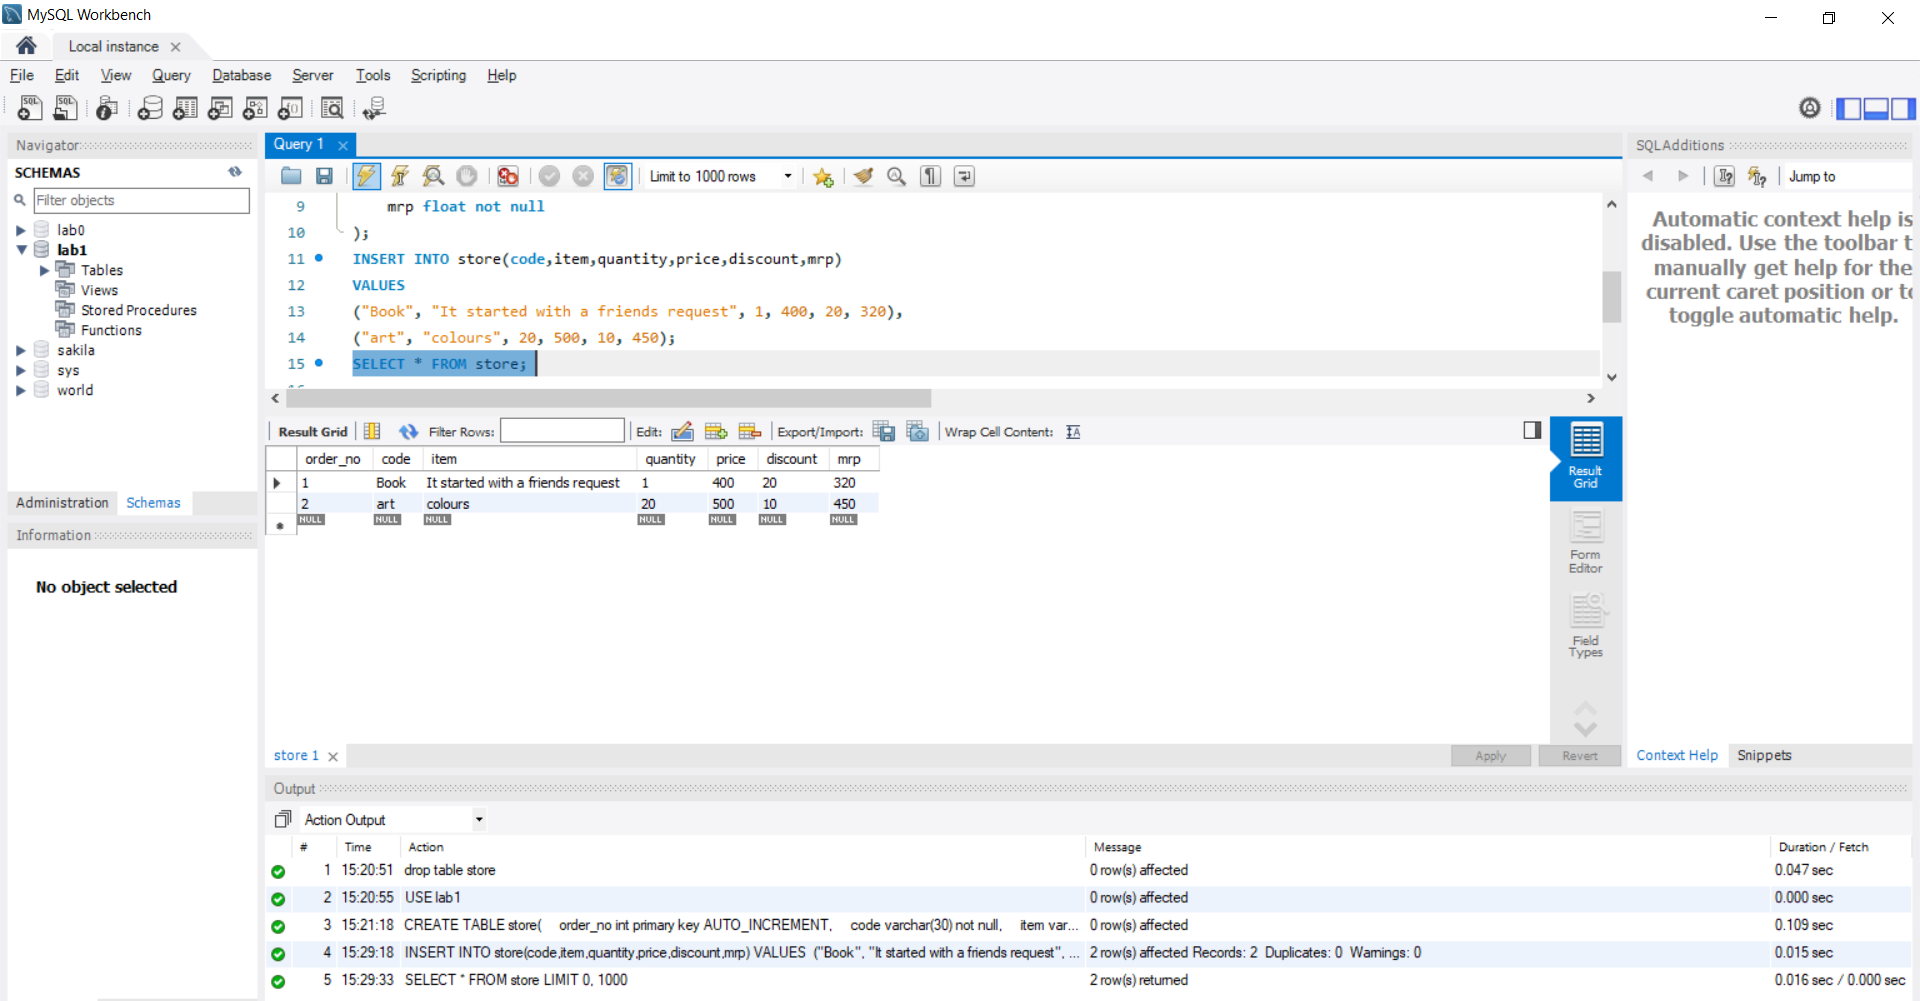 MySQL Workbench
Local instance
File Edit View Query Database Server Tools Scripting Help
Navigator
SCHEMAS
Filter objects
lab0
lab1
Tables
Views
Stored Procedures
Functions
sakila
sys
world
Administration Schemas
Information
No object selected
Query 1
Limit to 1000 rows
9 mrp float not null
10 );
11 INSERT INTO store(code,item,quantity,price,discount,mrp)
12 VALUES
13 ("Book", "It started with a friends request", 1, 400, 20, 320),
14 ("art", "colours", 20, 500, 10, 450);
15 SELECT * FROM store;
Result Grid Filter Rows: Edit: Export/Import: Wrap Cell Content:
order_no code item quantity price discount mrp
1 Book It started with a friends request 1 400 20 320
2 art colours 20 500 10 450
NULL NULL NULL NULL NULL NULL NULL
Result
Grid
Form
Editor
Field
Types
store 1
Apply Revert
SQLAdditions
Jump to
Automatic context help is
disabled. Use the toolbar t
manually get help for the
current caret position or to
toggle automatic help.
Context Help Snippets
Output
Action Output
# Time Action Message Duration / Fetch
1 15:20:51 drop table store 0 row(s) affected 0.047 sec
2 15:20:55 USE lab1 0 row(s) affected 0.000 sec
3 15:21:18 CREATE TABLE store( order_no int primary key AUTO_INCREMENT, code varchar(30) not null, item var... 0 row(s) affected 0.109 sec
4 15:29:18 INSERT INTO store(code,item,quantity,price,discount,mrp) VALUES ("Book", "It started with a friends request", ... 2 row(s) affected Records: 2 Duplicates: 0 Warnings: 0 0.015 sec
5 15:29:33 SELECT * FROM store LIMIT 0, 1000 2 row(s) returned 0.016 sec / 0.000 sec